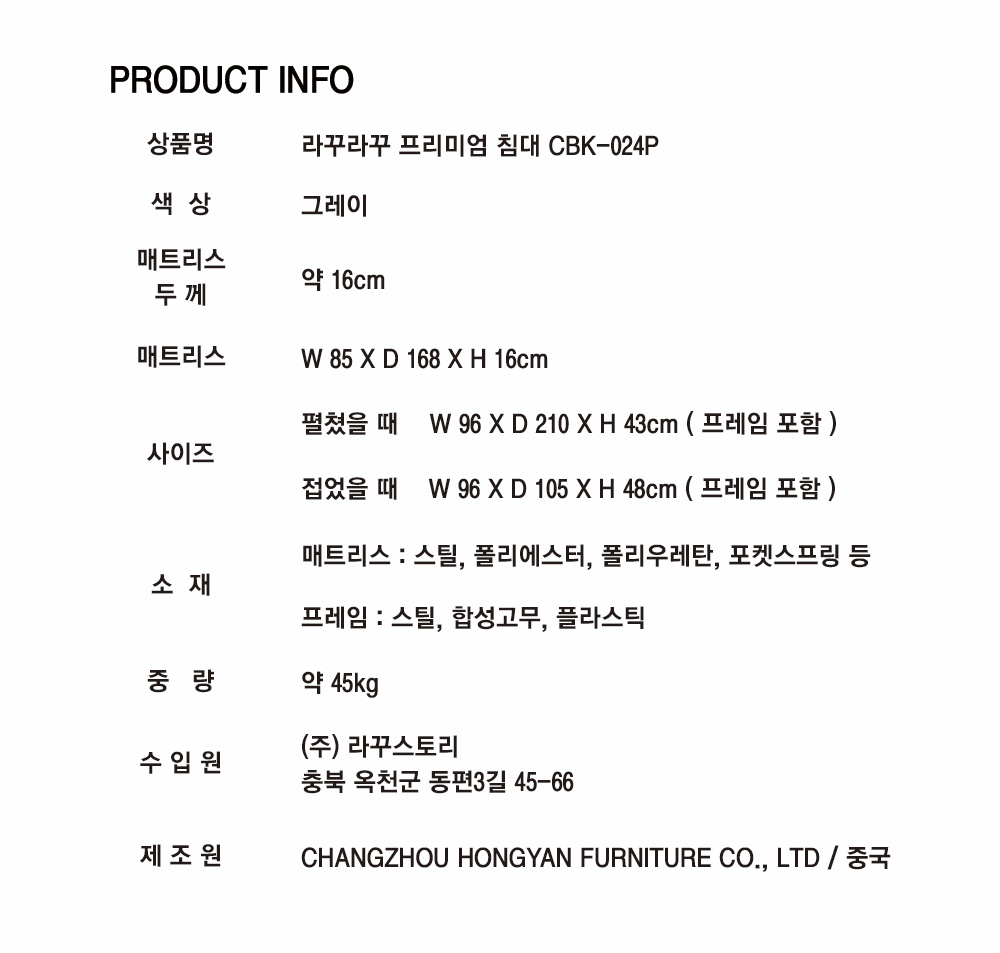 PRODUCT INFO
상품명 라꾸라꾸 프리미엄 침대 CBK-024P
색 상 그레이
매트리스
두 께 약 16cm
매트리스 W 85 X D 168 X H 16cm
사이즈
펼쳤을 때 W 96 X D 210 X H 43cm ( 프레임 포함 )
접었을 때 W 96 X D 105 X H 48cm ( 프레임 포함 )
소 재
매트리스 : 스틸, 폴리에스터, 폴리우레탄, 포켓스프링 등
프레임 : 스틸, 합성고무, 플라스틱
중 량 약 45kg
수 입 원
(주) 라꾸스토리
충북 옥천군 동편3길 45-66
제 조 원 CHANGZHOU HONGYAN FURNITURE CO., LTD / 중국